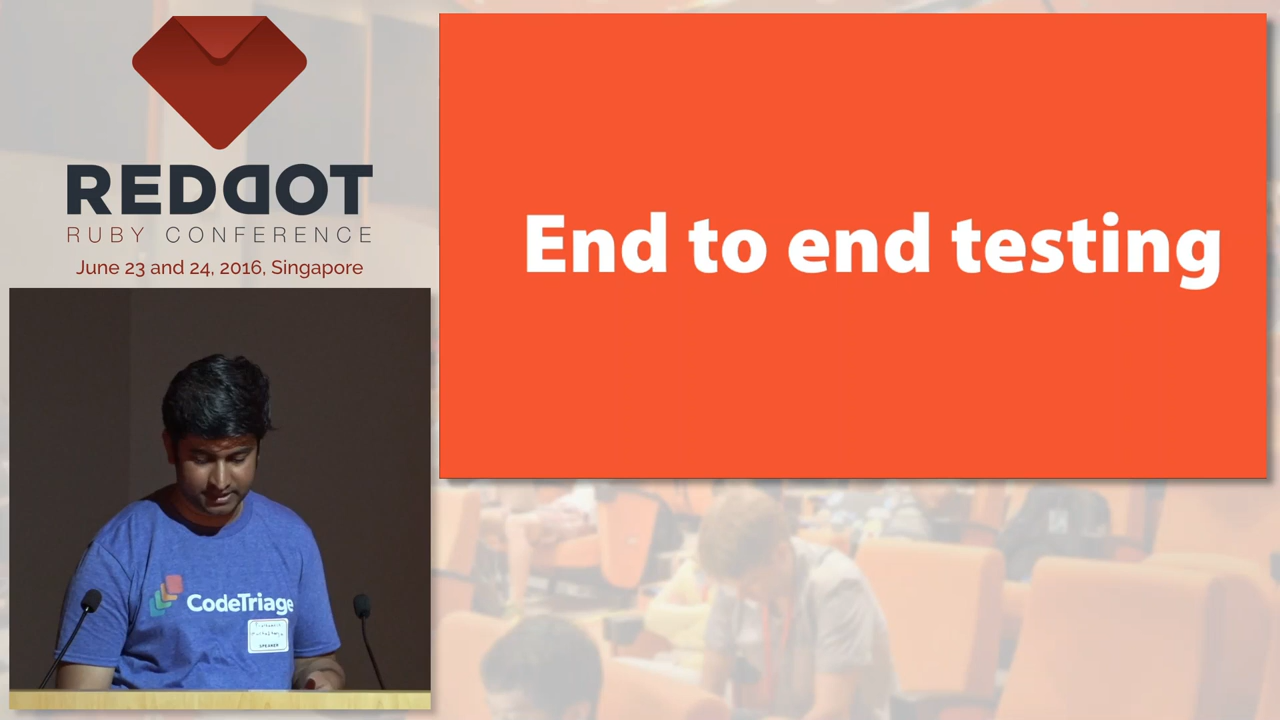 REDDOT
RUBY CONFERENCE
June 23 and 24, 2016, Singapore
End to end testing
CodeTriage
SPEAKER